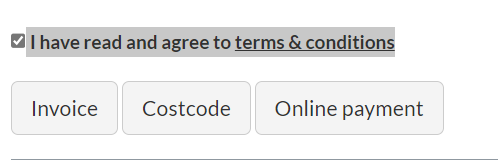 I have read and agree to terms & conditions
Invoice Costcode Online payment